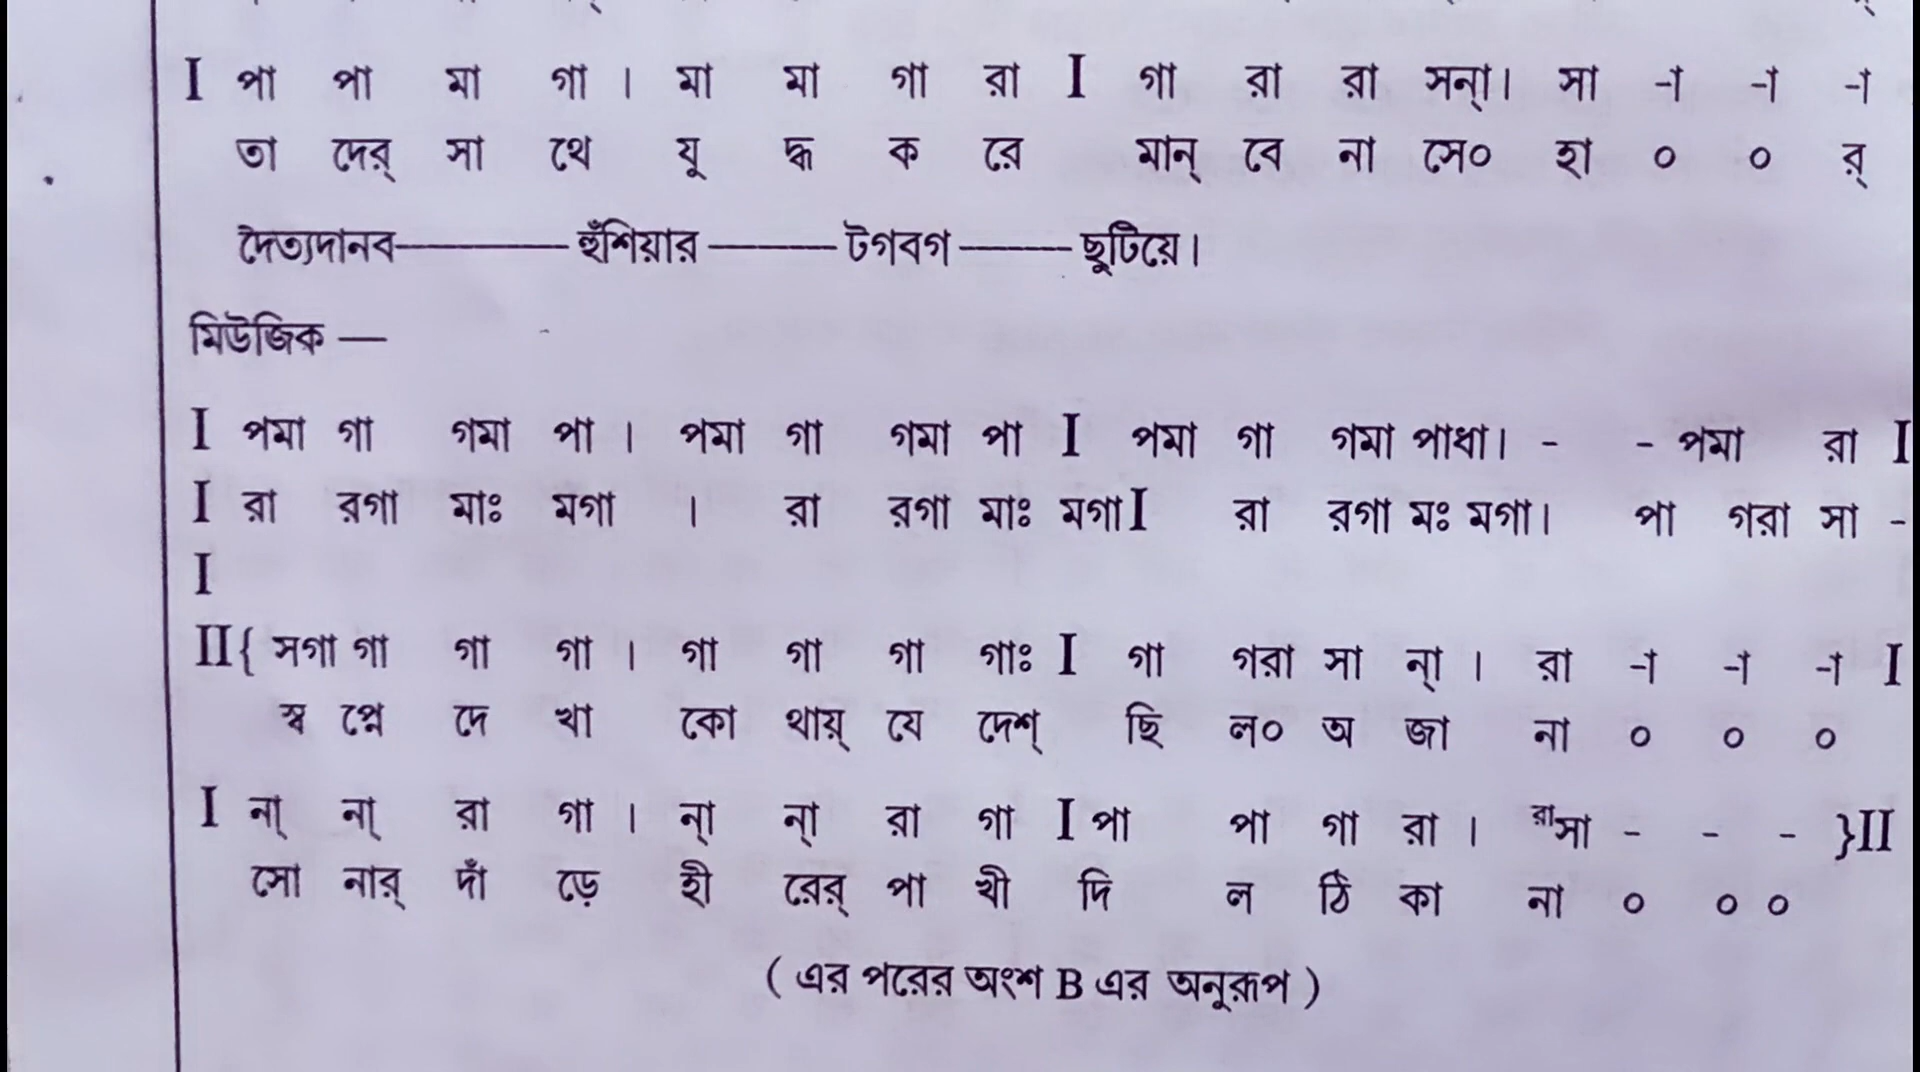 I পা পা মা গা । মা মা গা রা I গা রা রা সন্‌া। সা -া -া -া
তা দের্ সা থে যু দ্ধ ক রে মান্ বে না সে০ হা ০ ০ র্
দৈত্যদানব———হুঁশিয়ার———টগবগ———ছুটিয়ে।
মিউজিক —
I পমা গা গমা পা । পমা গা গমা পা I পমা গা গমা পাধা। - - পমা রা I
I রা রগা মাঃ মগা । রা রগা মাঃ মগা I রা রগা মঃ মগা। পা গরা সা -
I
II{ সগা গা গা গা । গা গা গা গাঃ I গা গরা সা ন্‌া । রা -া -া -া I
স্ব প্নে দে খা কো থায়্ যে দেশ্ ছি ল০ অ জা না ০ ০ ০
I ন্‌া ন্‌া রা গা । ন্‌া ন্‌া রা গা I পা পা গা রা । রাসা - - - }II
সো নার্ দাঁ ড়ে হী রের্ পা খী দি ল ঠি কা না ০ ০ ০
( এর পরের অংশ B এর অনুরূপ )